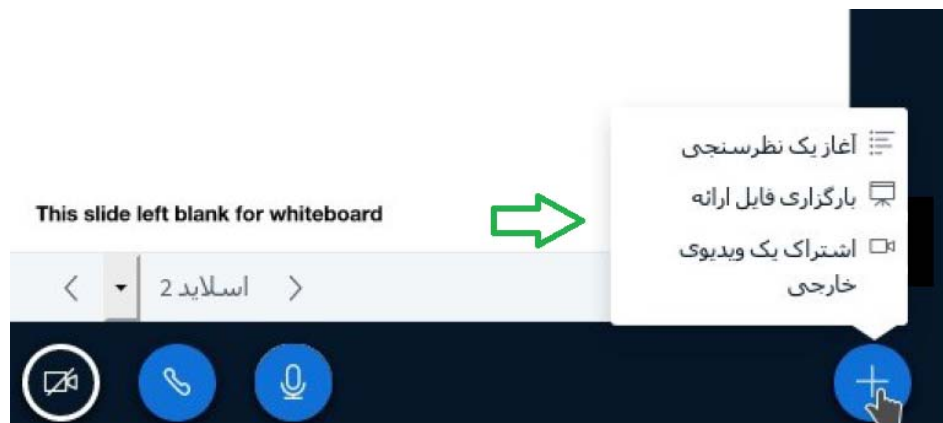 آغاز یک نظرسنجی
بارگزاری فایل ارائه
اشتراک یک ویدیوی
خارجی
This slide left blank for whiteboard
اسلاید 2